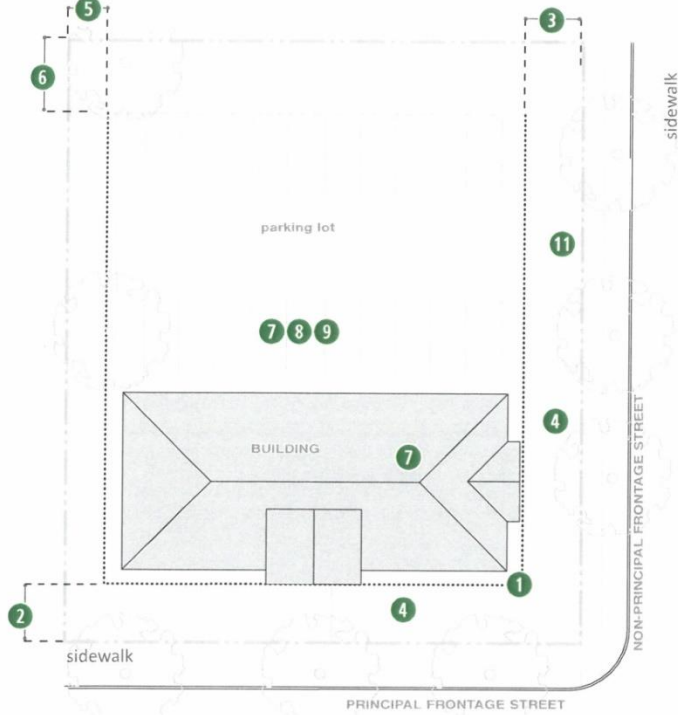 5
3
6
sidewalk
parking lot
11
7 8 9
4
BUILDING
7
NON-PRINCIPAL FRONTAGE STREET
1
2
4
sidewalk
PRINCIPAL FRONTAGE STREET